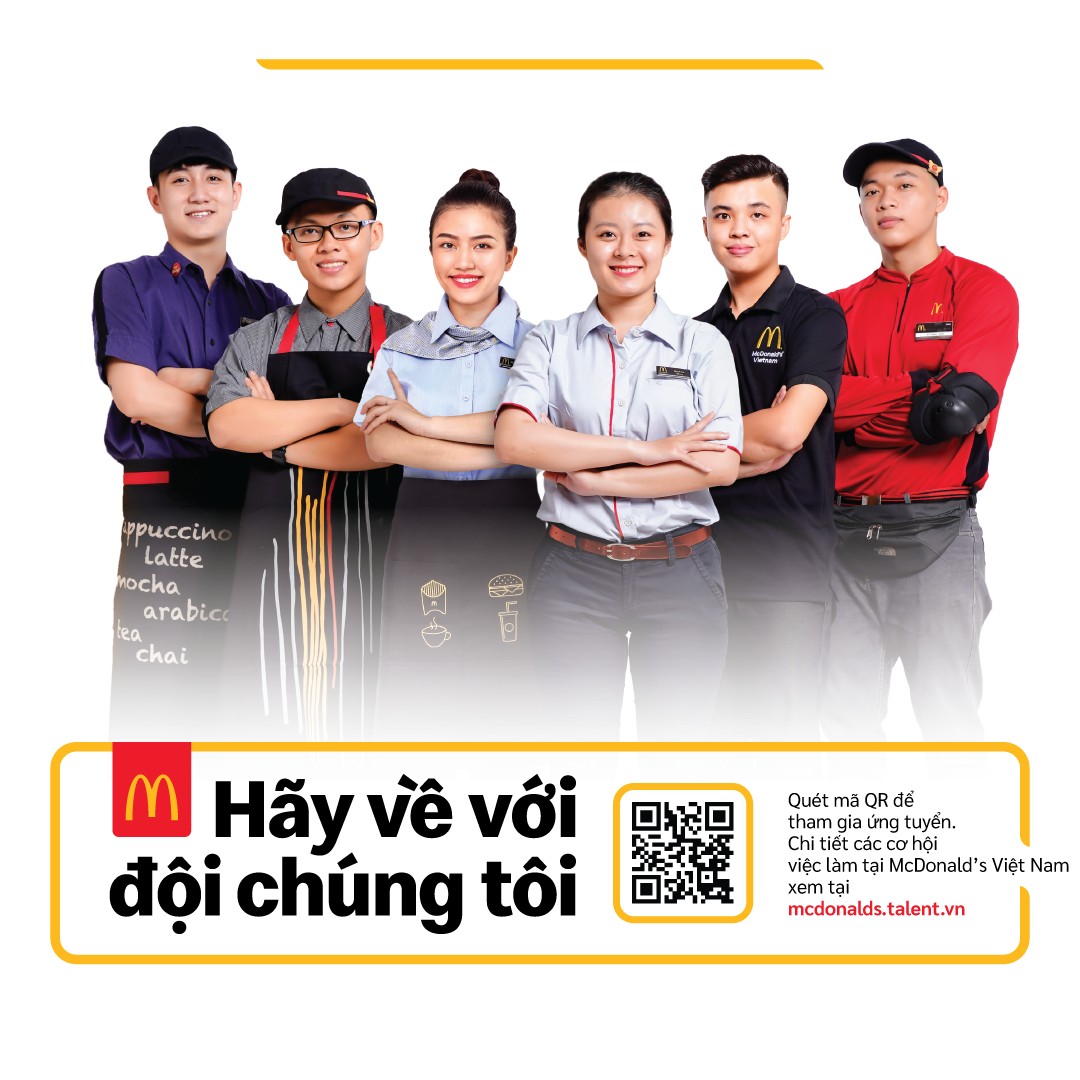 McDonald's
Vietnam
appuccino
latte
mocha
arabica
tea
chai
Hãy về với
đội chúng tôi
Quét mã QR để
tham gia ứng tuyển.
Chi tiết các cơ hội
việc làm tại McDonald's Việt Nam
xem tại
mcdonalds.talent.vn